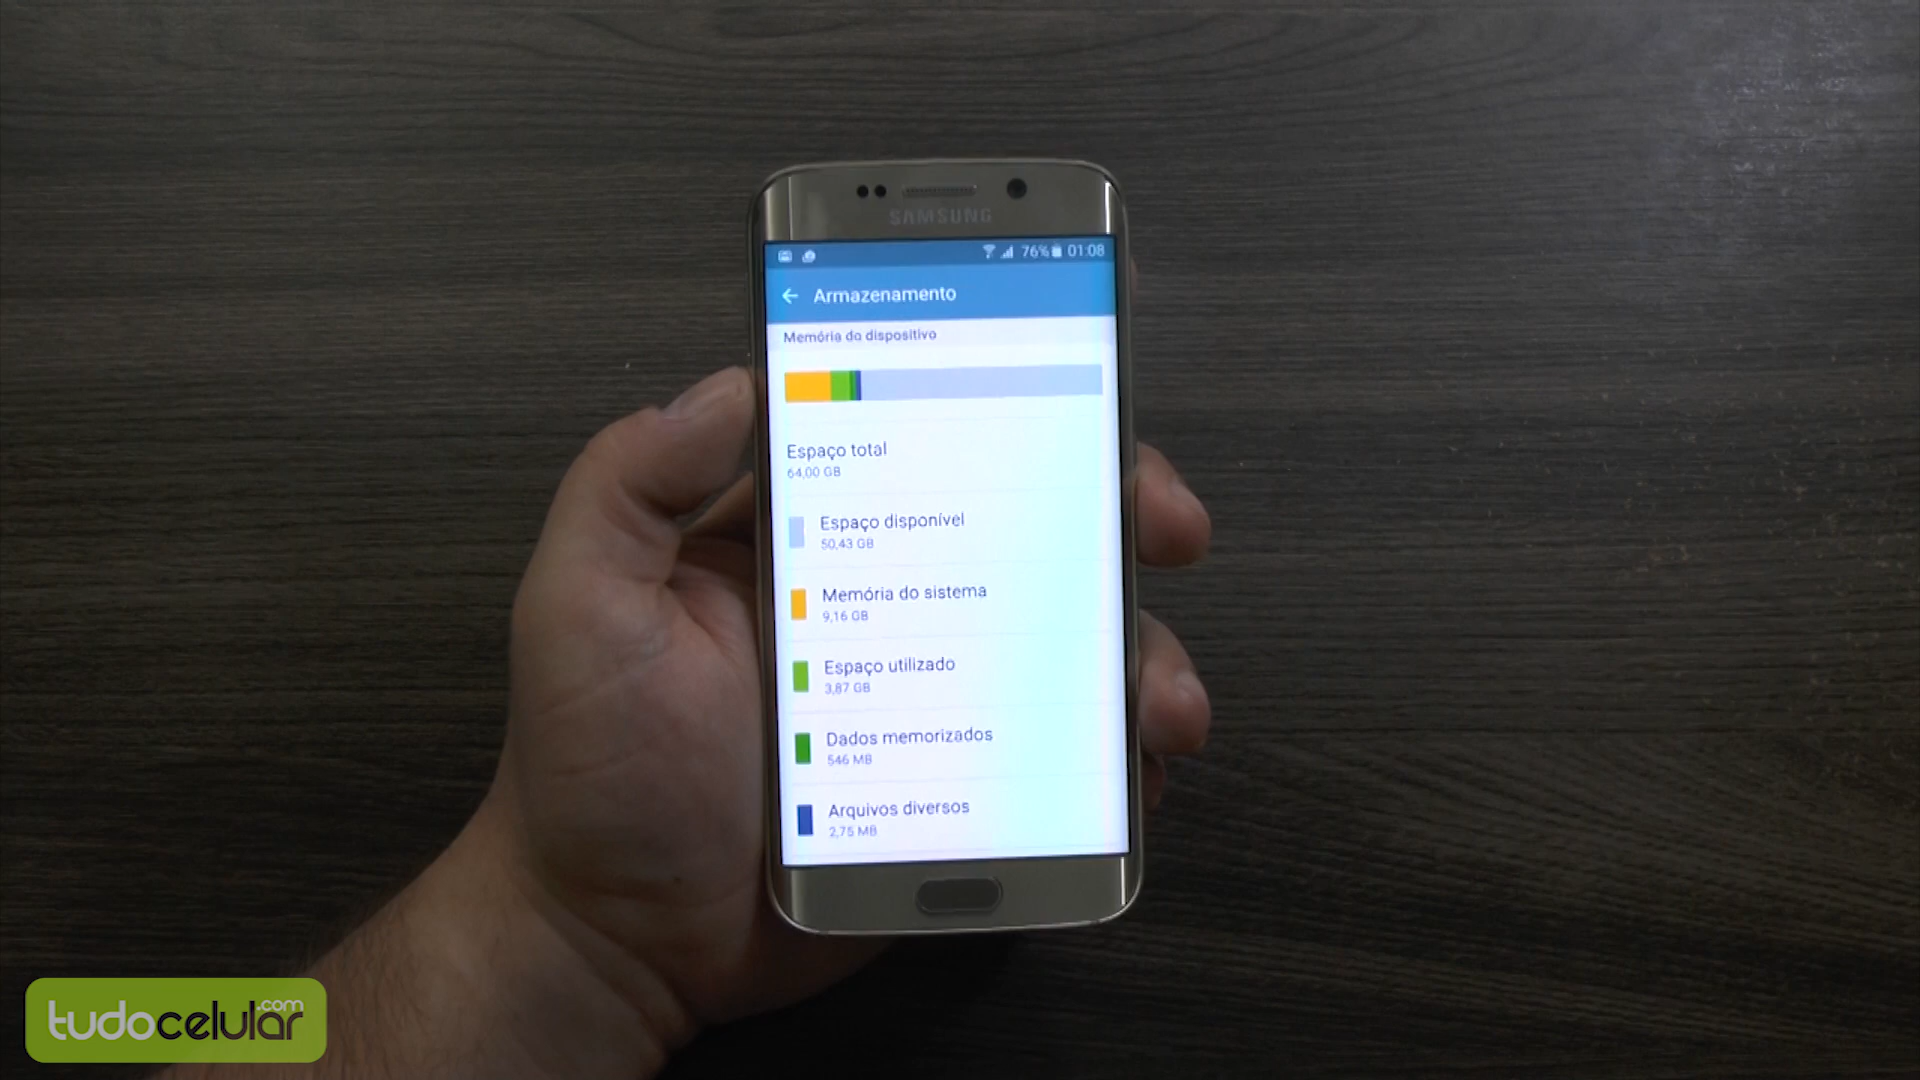 SAMSUNG
76% 01:08
Armazenamento
Memória do dispositivo
Espaço total
64,00 GB
Espaço disponível
50,43 GB
Memória do sistema
9,16 GB
Espaço utilizado
3,87 GB
Dados memorizados
546 MB
Arquivos diversos
2,75 MB
tudocelular.com